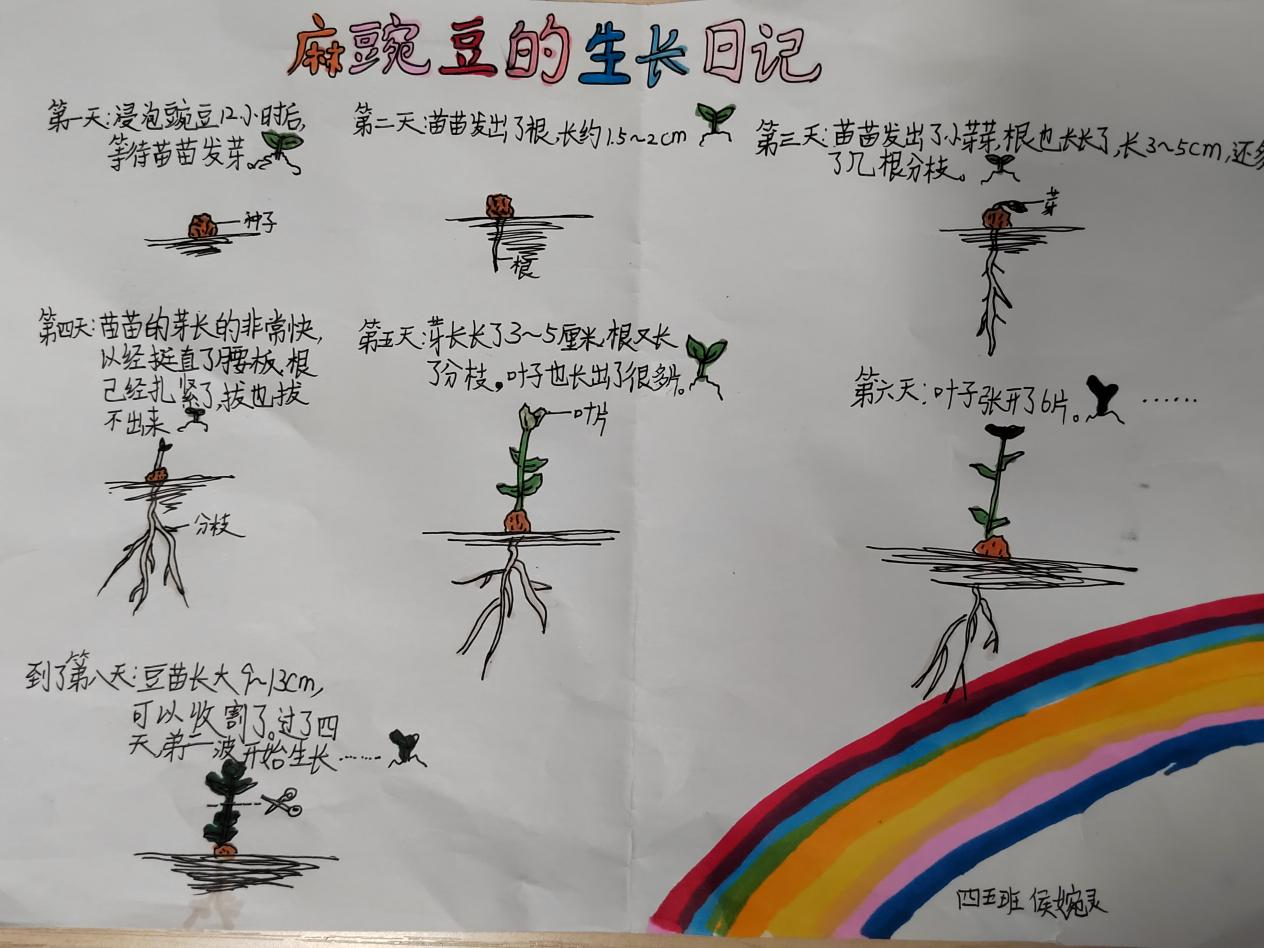 麻豌豆的生长日记
第一天:浸泡豌豆12小时后,
等待苗苗发芽。
种子
第二天:苗苗发出了根,长约1.5~2cm
根
第三天:苗苗发出了小芽芽,根也长长了,长3~5cm,还多
了几根分枝。
芽
第四天:苗苗的芽长的非常快,
以经挺直了腰板,根
己经扎紧了,拔也拔
不出来
分枝
第五天:芽长长了3~5厘米,根又长
了分枝。叶子也长出了很多片。
叶片
第六天:叶子张开了6片。……
到了第八天:豆苗长大9~13cm,
可以收割了。过了四
天,第二波开始生长……
四五班 侯婉灵